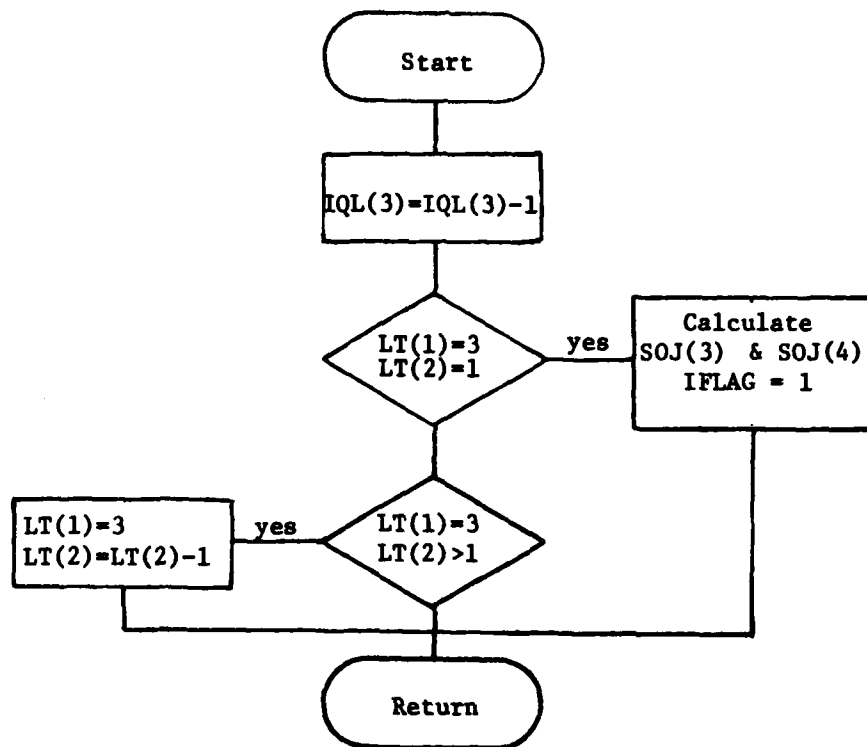 Start
IQL(3)=IQL(3)-1
LT(1)=3
LT(2)=1
yes
Calculate
SOJ(3) & SOJ(4)
IFLAG = 1
LT(1)=3
LT(2)>1
yes
LT(1)=3
LT(2)=LT(2)-1
Return